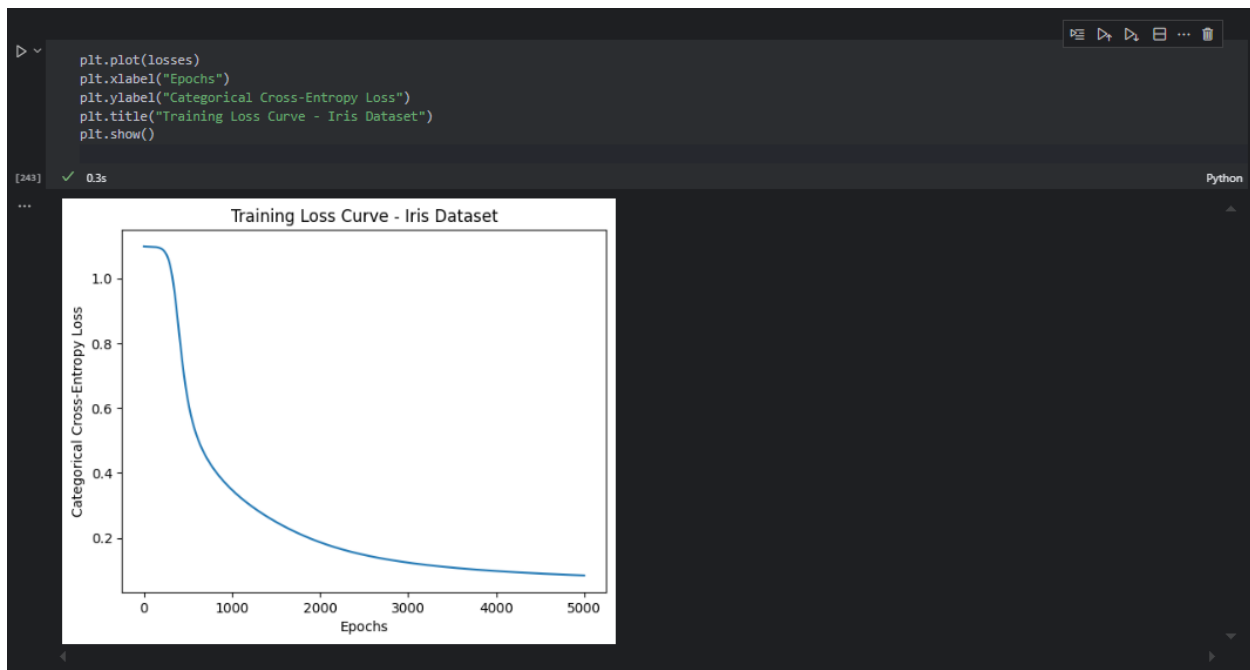 plt.plot(losses)
plt.xlabel("Epochs")
plt.ylabel("Categorical Cross-Entropy Loss")
plt.title("Training Loss Curve - Iris Dataset")
plt.show()
[243]
0.3s
Python
Training Loss Curve - Iris Dataset
Categorical Cross-Entropy Loss
1.0
0.8
0.6
0.4
0.2
0 1000 2000 3000 4000 5000
Epochs